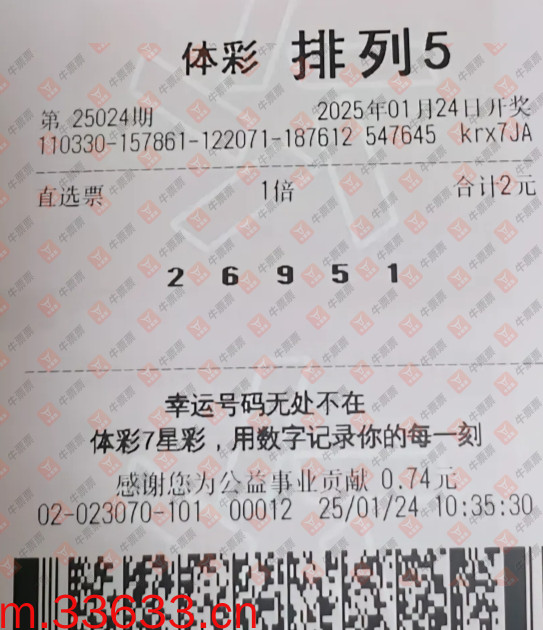 体彩 排列5
第 25024期 2025年01月24日开奖
110330-157861-122071-187612 547645 krx7JA
直选票 1倍 合计2元
2 6 9 5 1
幸运号码无处不在
体彩7星彩，用数字记录你的每一刻
感谢您为公益事业贡献 0.74元
02-023070-101 00012 25/01/24 10:35:30
m.33633.cn